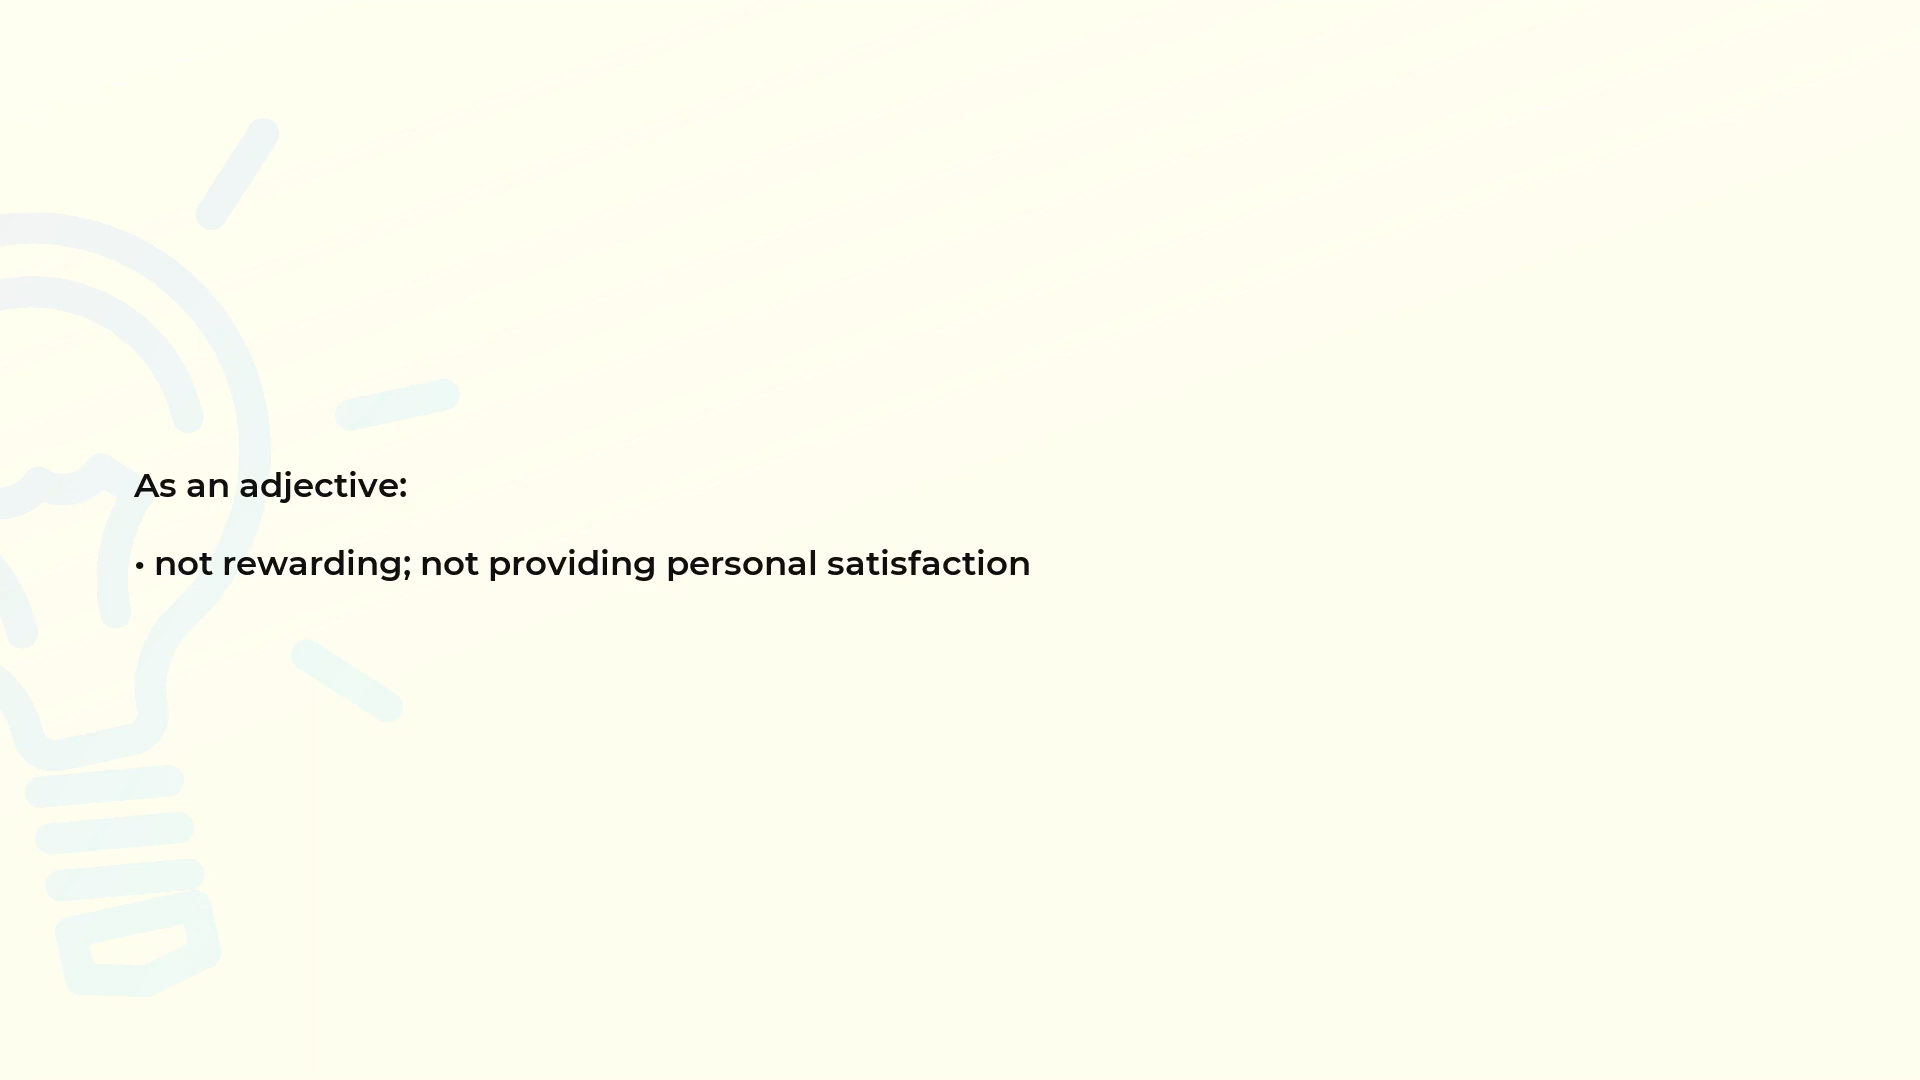 As an adjective:
• not rewarding; not providing personal satisfaction